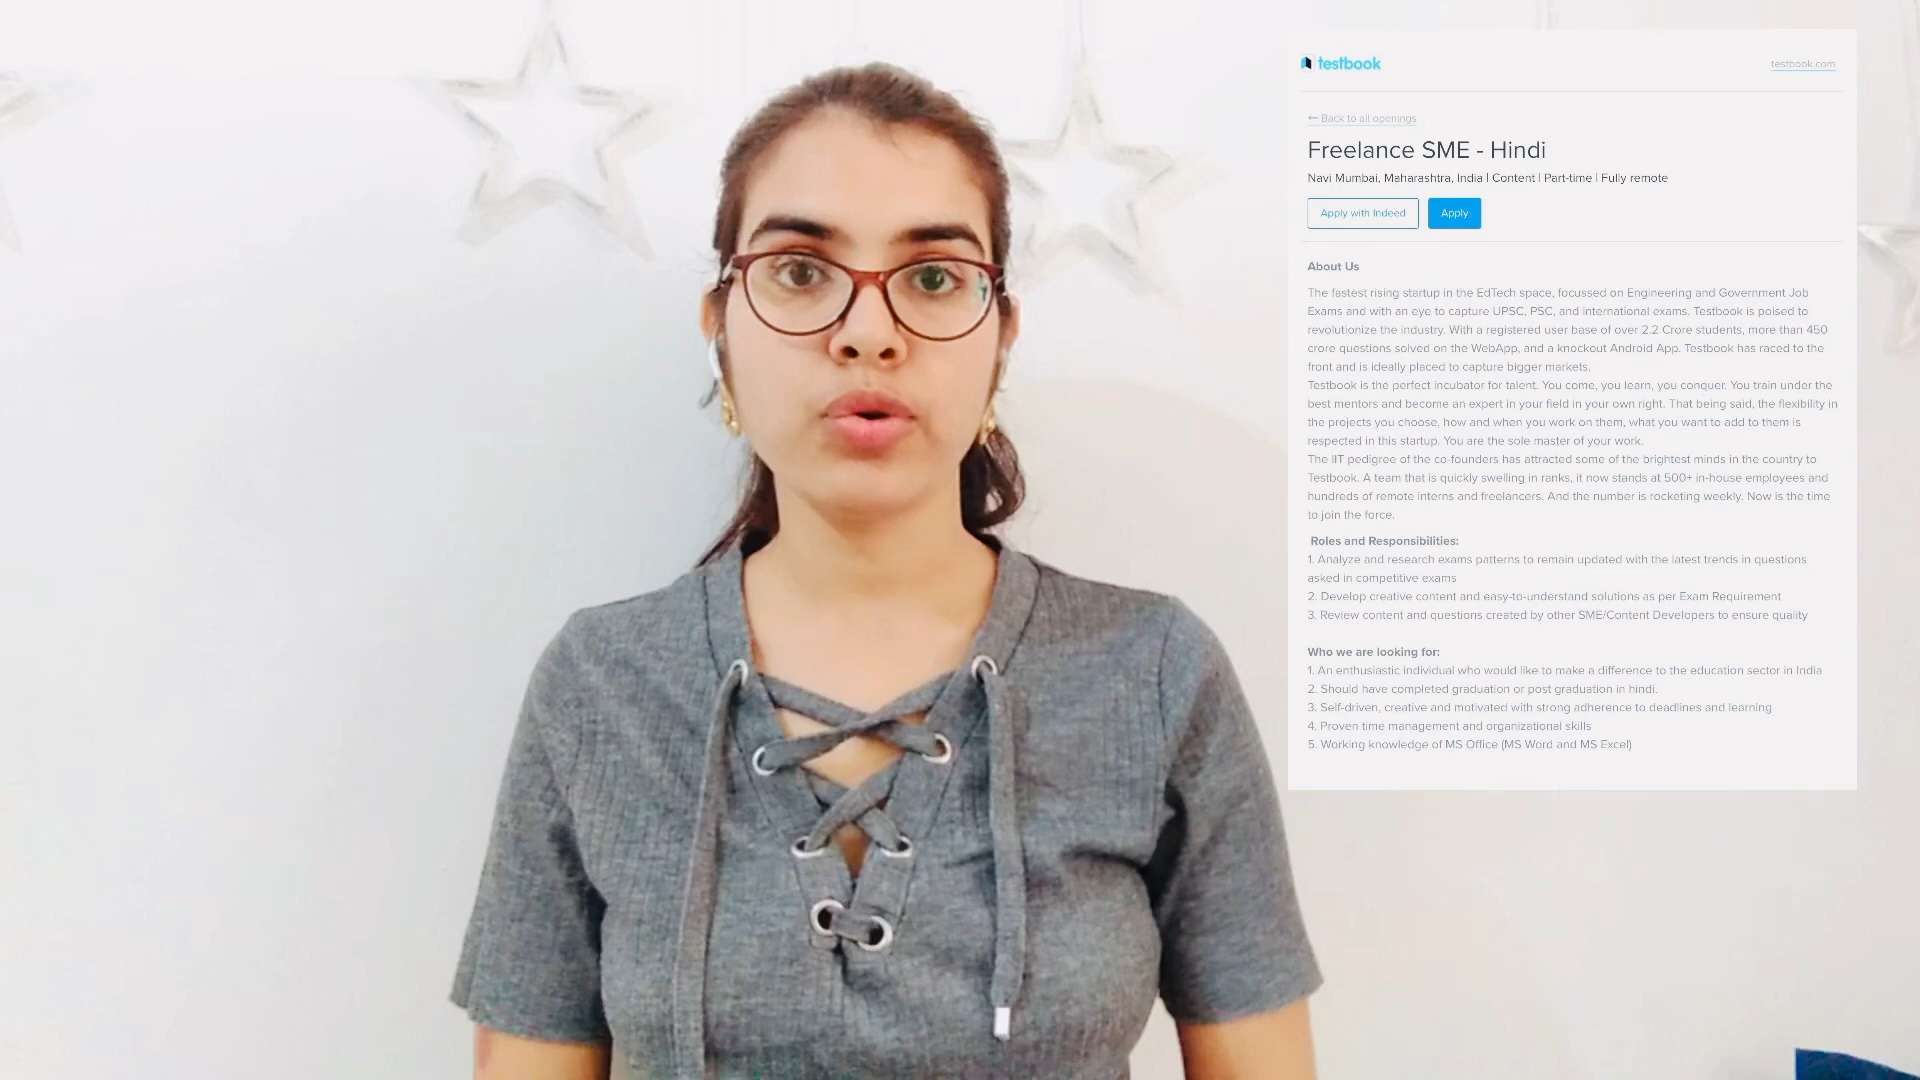 testbook
testbook.com
← Back to all openings
Freelance SME - Hindi
Navi Mumbai, Maharashtra, India | Content | Part-time | Fully remote
Apply with Indeed
Apply
About Us
The fastest rising startup in the EdTech space, focussed on Engineering and Government Job
Exams and with an eye to capture UPSC, PSC, and international exams. Testbook is poised to
revolutionize the industry. With a registered user base of over 2.2 Crore students, more than 450
crore questions solved on the WebApp, and a knockout Android App. Testbook has raced to the
front and is ideally placed to capture bigger markets.
Testbook is the perfect incubator for talent. You come, you learn, you conquer. You train under the
best mentors and become an expert in your field in your own right. That being said, the flexibility in
the projects you choose, how and when you work on them, what you want to add to them is
respected in this startup. You are the sole master of your work.
The IIT pedigree of the co-founders has attracted some of the brightest minds in the country to
Testbook. A team that is quickly swelling in ranks, it now stands at 500+ in-house employees and
hundreds of remote interns and freelancers. And the number is rocketing weekly. Now is the time
to join the force.
Roles and Responsibilities:
1. Analyze and research exams patterns to remain updated with the latest trends in questions
asked in competitive exams
2. Develop creative content and easy-to-understand solutions as per Exam Requirement
3. Review content and questions created by other SME/Content Developers to ensure quality
Who we are looking for:
1. An enthusiastic individual who would like to make a difference to the education sector in India
2. Should have completed graduation or post graduation in hindi.
3. Self-driven, creative and motivated with strong adherence to deadlines and learning
4. Proven time management and organizational skills
5. Working knowledge of MS Office (MS Word and MS Excel)